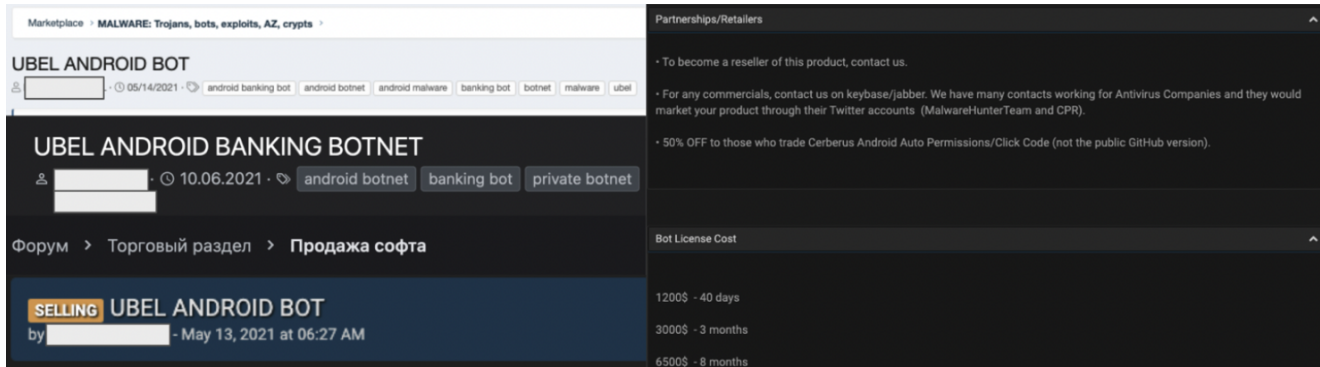 Marketplace > MALWARE: Trojans, bots, exploits, AZ, crypts >
UBEL ANDROID BOT
05/14/2021 · android banking bot android botnet android malware banking bot botnet malware ubel
UBEL ANDROID BANKING BOTNET
· 10.06.2021 · android botnet banking bot private botnet
Форум > Торговый раздел > Продажа софта
SELLING UBEL ANDROID BOT
by - May 13, 2021 at 06:27 AM
Partnerships/Retailers
• To become a reseller of this product, contact us.
• For any commercials, contact us on keybase/jabber. We have many contacts working for Antivirus Companies and they would
market your product through their Twitter accounts (MalwareHunterTeam and CPR).
• 50% OFF to those who trade Cerberus Android Auto Permissions/Click Code (not the public GitHub version).
Bot License Cost
1200$ - 40 days
3000$ - 3 months
6500$ - 8 months